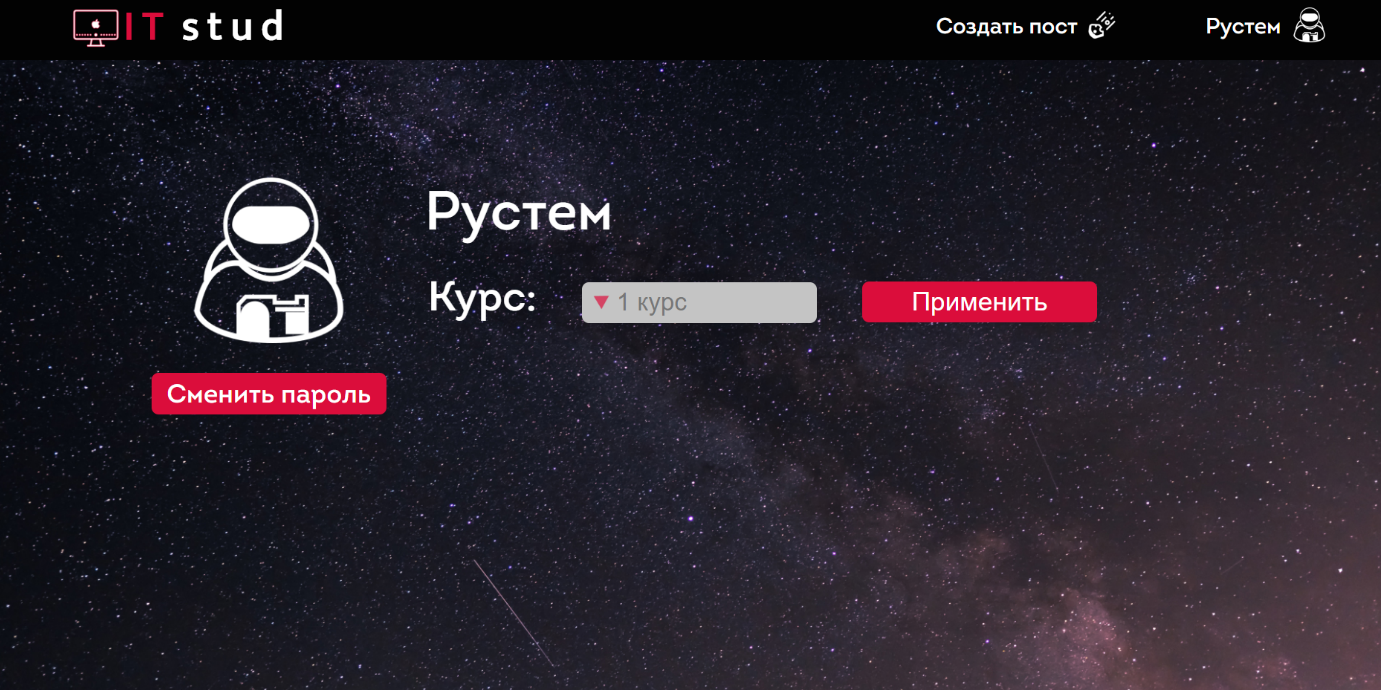 IT stud
Создать пост
Рустем
Рустем
Курс:
1 курс
Применить
Сменить пароль